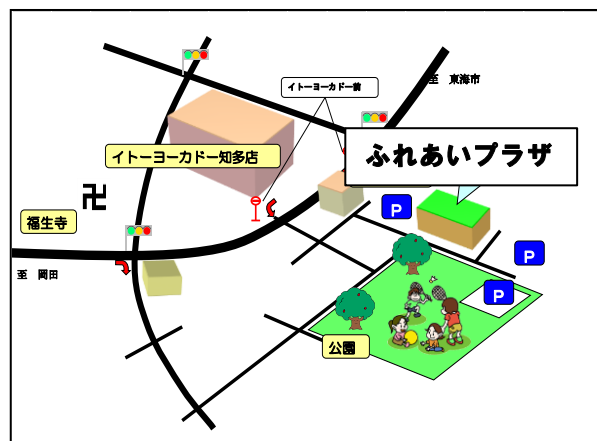 イトーヨーカドー前
至 東海市
ふれあいプラザ
イトーヨーカドー知多店
卍
福生寺
至 岡田
P
P
P
公園